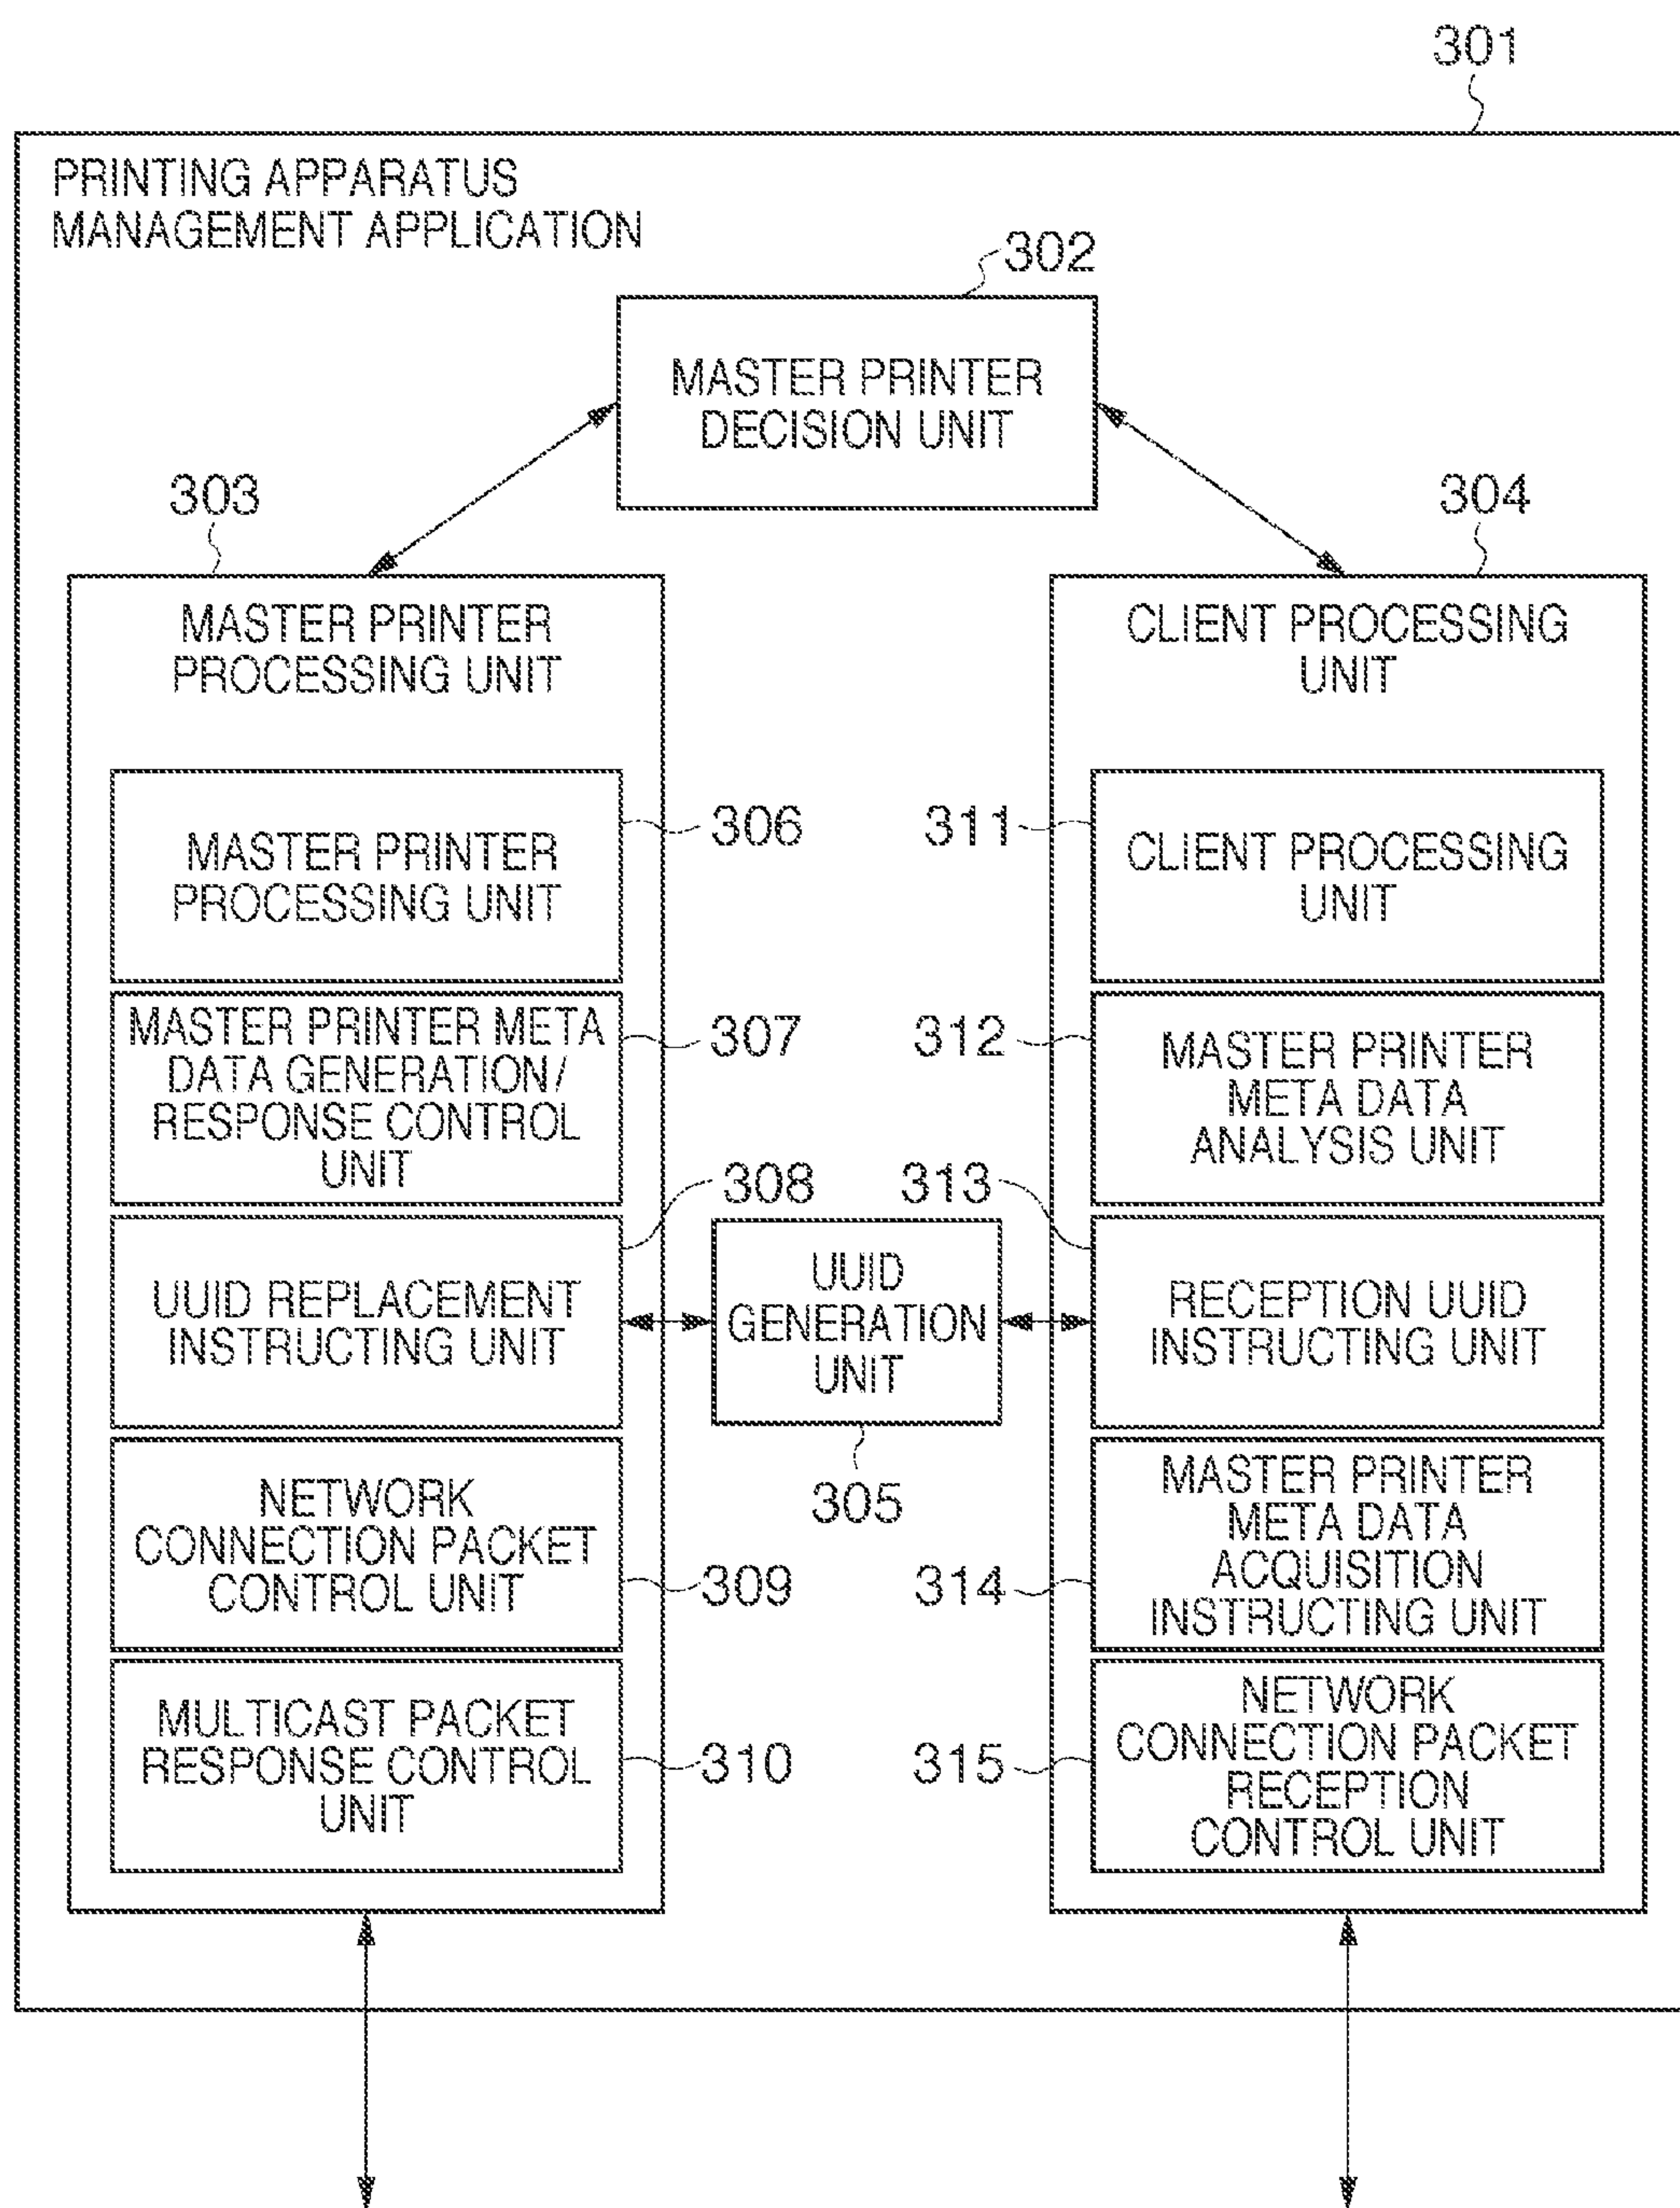 301
PRINTING APPARATUS
MANAGEMENT APPLICATION
302
MASTER PRINTER
DECISION UNIT
303
304
MASTER PRINTER
PROCESSING UNIT
CLIENT PROCESSING
UNIT
306
MASTER PRINTER
PROCESSING UNIT
311
CLIENT PROCESSING
UNIT
307
MASTER PRINTER META
DATA GENERATION/
RESPONSE CONTROL
UNIT
312
MASTER PRINTER
META DATA
ANALYSIS UNIT
308
313
UUID REPLACEMENT
INSTRUCTING UNIT
UUID
GENERATION
UNIT
305
RECEPTION UUID
INSTRUCTING UNIT
NETWORK
CONNECTION PACKET
CONTROL UNIT
309
314
MASTER PRINTER
META DATA
ACQUISITION
INSTRUCTING UNIT
MULTICAST PACKET
RESPONSE CONTROL
UNIT
310
315
NETWORK
CONNECTION PACKET
RECEPTION
CONTROL UNIT